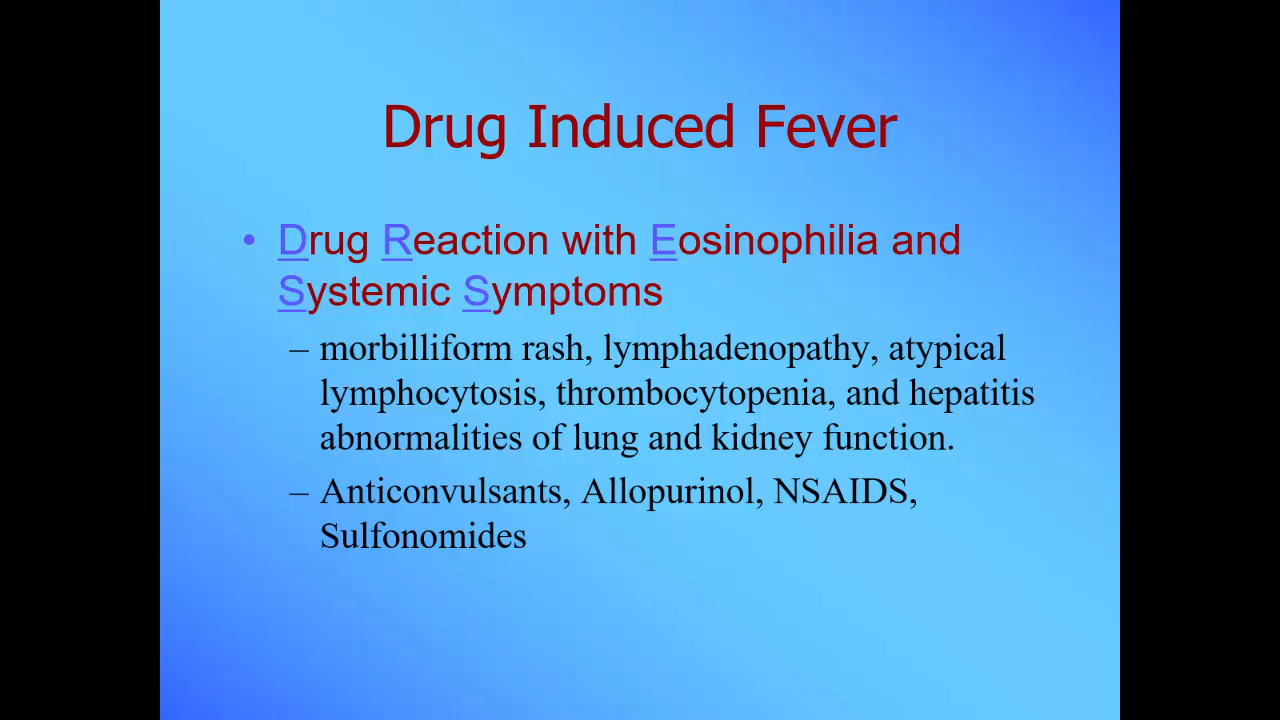 Drug Induced Fever
• Drug Reaction with Eosinophilia and
Systemic Symptoms
– morbilliform rash, lymphadenopathy, atypical
lymphocytosis, thrombocytopenia, and hepatitis
abnormalities of lung and kidney function.
– Anticonvulsants, Allopurinol, NSAIDS,
Sulfonomides